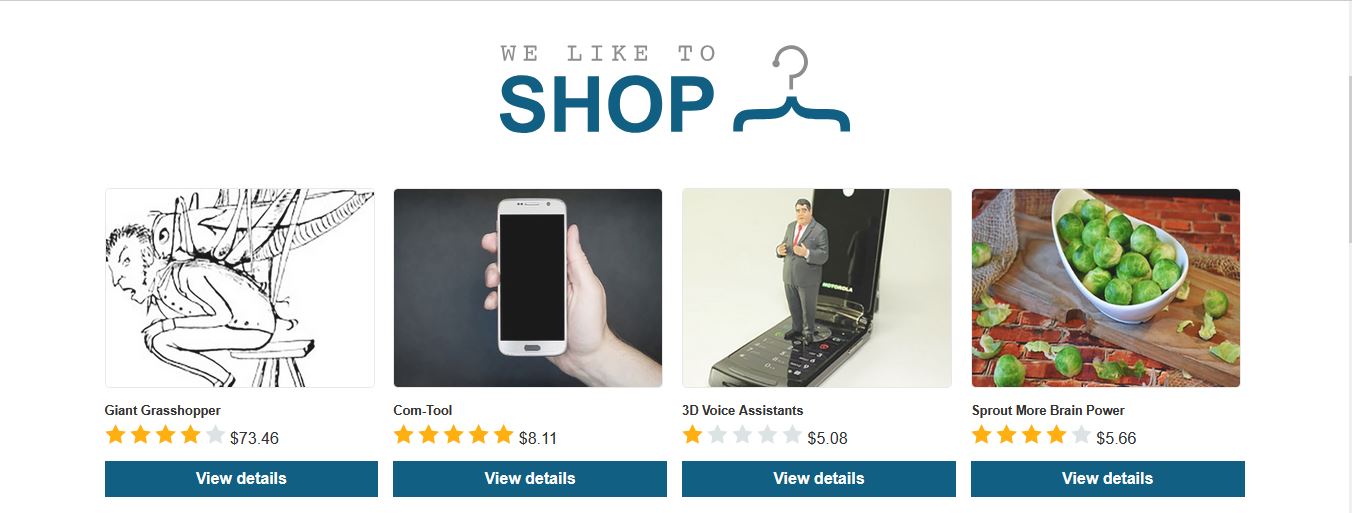 WE LIKE TO
SHOP
MOTOROLA
Giant Grasshopper
$73.46
View details
Com-Tool
$8.11
View details
3D Voice Assistants
$5.08
View details
Sprout More Brain Power
$5.66
View details